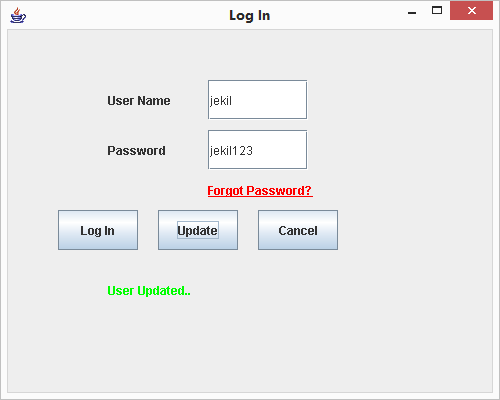 Log In
User Name jekil
Password jekil123
Forgot Password?
Log In Update Cancel
User Updated..